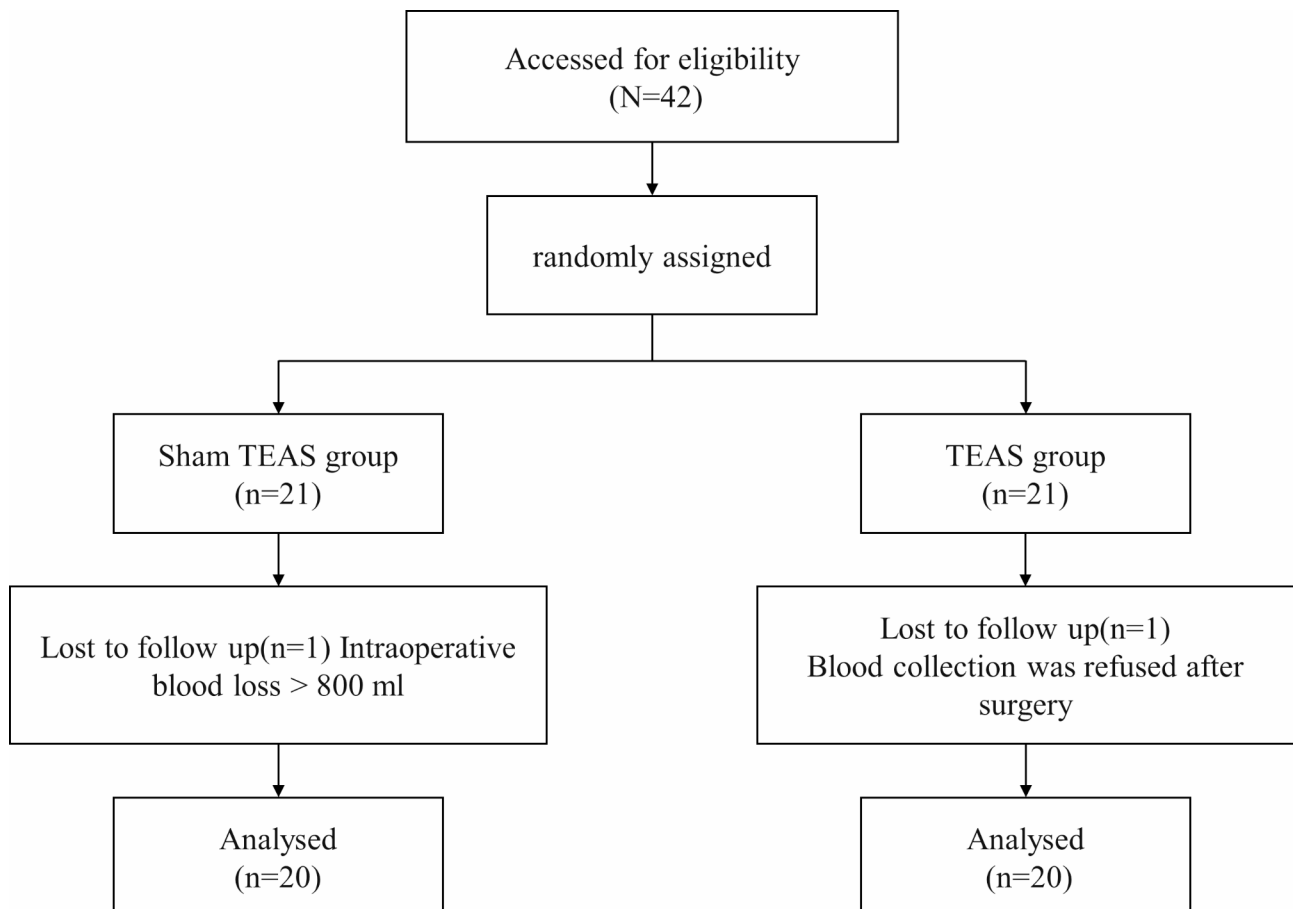 Accessed for eligibility
(N=42)
randomly assigned
Sham TEAS group
(n=21)
TEAS group
(n=21)
Lost to follow up(n=1) Intraoperative
blood loss > 800 ml
Lost to follow up(n=1)
Blood collection was refused after
surgery
Analysed
(n=20)
Analysed
(n=20)